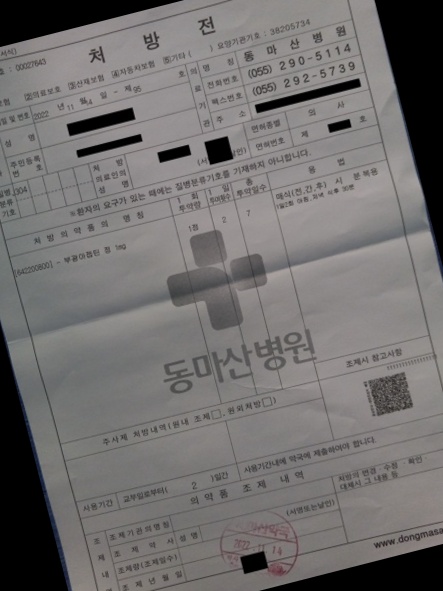 처 방 전
: 00027643
요양기관기호 : 38205734
②의료보호 ③산재보험 ④자동차보험 ⑤기타 ( )
2022 년 11 월 14 일 - 제 95 호
의료기관
명 칭 동 마 산 병 원
전화번호 (055) 290-5114
팩스번호 (055) 292-5739
주 소
성 명
주민등록
번 호
처 방
의료인의
성 명
면허종별 의 사
면허번호 제 호
분류
기호
※환자의 요구가 있는 때에는 질병분류기호를 기재하지 아니합니다.
처 방 의 약 품 의 명 칭
1회
투약량
1일
투여횟수
총
투약일수
용 법
[642200800] - 부광아젭틴 정 1mg
1정 2 7
매식(전,간,후) 시 분 복용
동마산병원
조제시 참고사항
주사제 처방내역(원내 조제□, 원외처방□)
사용기간 교부일로부터( 2 )일간
사용기간내에 약국에 제출하여야 합니다.
의 약 품 조 제 내 역
조제기관의명칭
조 제 약 사 성 명
(서명또는날인)
처방의 변경·수정· 확인
대체시 그 내용 등
조제량(조제일수)
조 제 년 월 일
2022. 11. 14
www.dongmasa